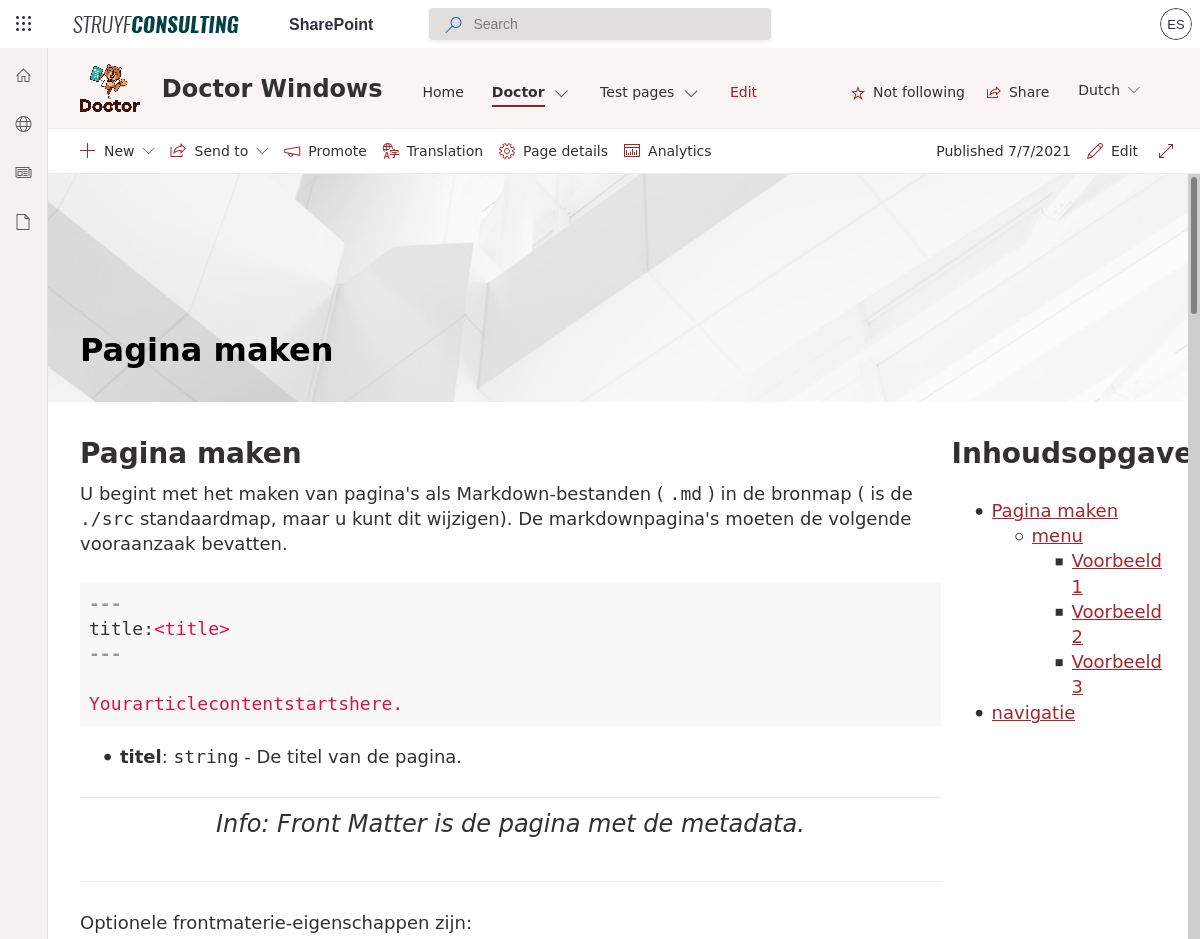 STRUYFCONSULTING SharePoint Search ES
Doctor Doctor Windows Home Doctor Test pages Edit Not following Share Dutch
New Send to Promote Translation Page details Analytics Published 7/7/2021 Edit
Pagina maken
Pagina maken
U begint met het maken van pagina's als Markdown-bestanden ( .md ) in de bronmap ( is de
./src standaardmap, maar u kunt dit wijzigen). De markdownpagina's moeten de volgende
vooraanzaak bevatten.
---
title:<title>
---
Yourarticlecontentstartshere.
• titel: string - De titel van de pagina.
Info: Front Matter is de pagina met de metadata.
Optionele frontmaterie-eigenschappen zijn:
Inhoudsopgave
• Pagina maken
○ menu
■ Voorbeeld
1
■ Voorbeeld
2
■ Voorbeeld
3
• navigatie